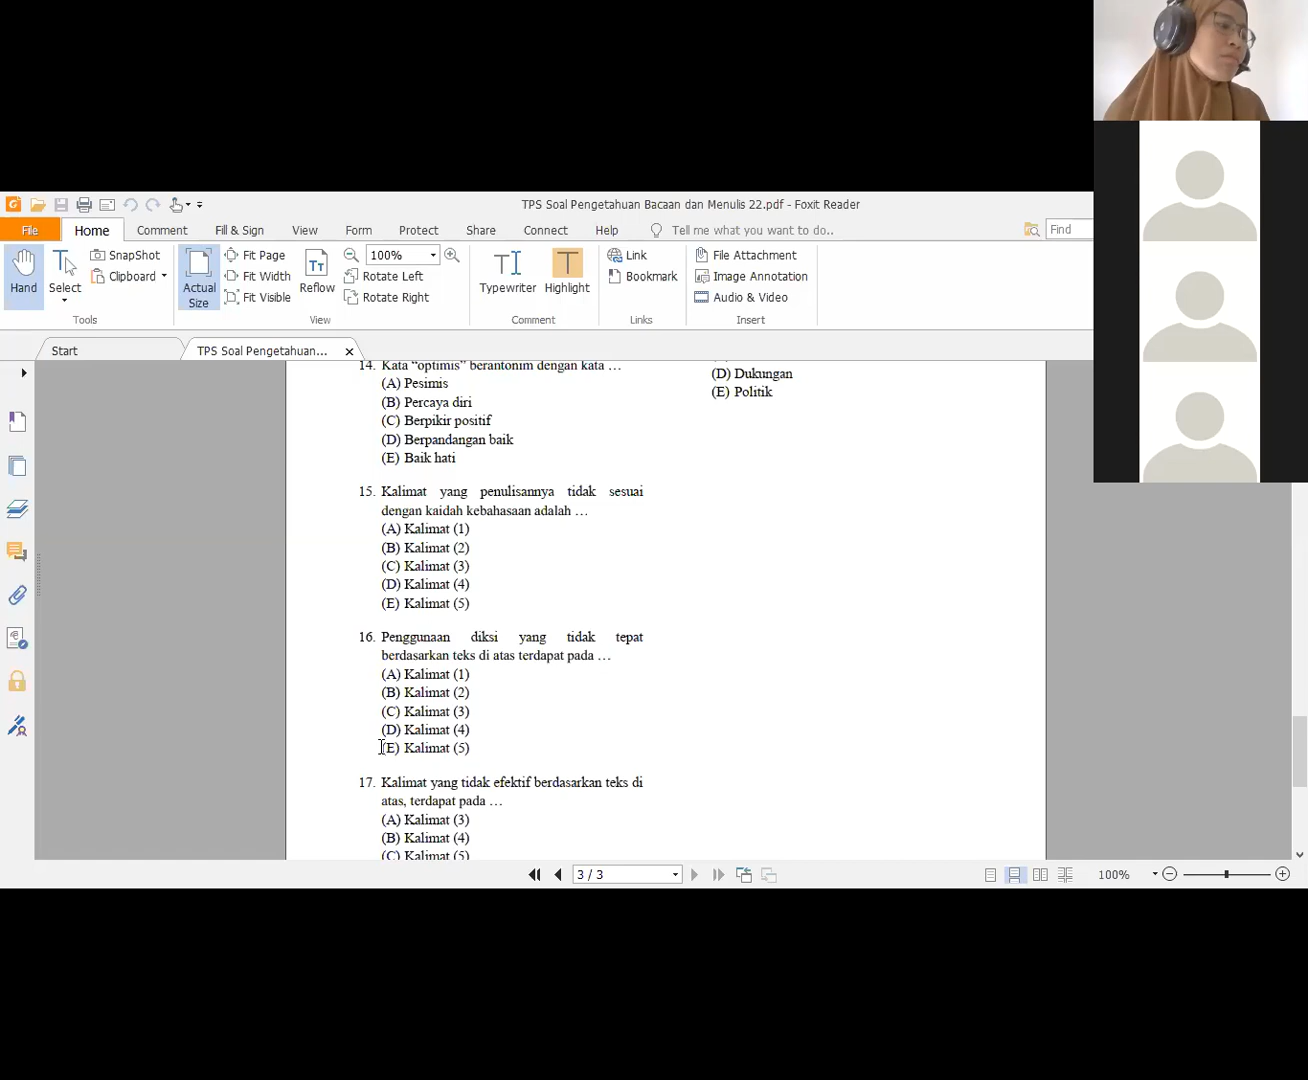 TPS Soal Pengetahuan Bacaan dan Menulis 22.pdf - Foxit Reader
File Home Comment Fill & Sign View Form Protect Share Connect Help Tell me what you want to do.. Find
Hand
Select
SnapShot
Clipboard
Tools
Actual
Size
Fit Page
Fit Width
Fit Visible
Reflow
100%
Rotate Left
Rotate Right
View
Typewriter
Highlight
Comment
Link
Bookmark
Links
File Attachment
Image Annotation
Audio & Video
Insert
Start
TPS Soal Pengetahuan...
14. Kata “optimis” berantonim dengan kata …
(A) Pesimis
(B) Percaya diri
(C) Berpikir positif
(D) Berpandangan baik
(E) Baik hati
15. Kalimat yang penulisannya tidak sesuai
dengan kaidah kebahasaan adalah …
(A) Kalimat (1)
(B) Kalimat (2)
(C) Kalimat (3)
(D) Kalimat (4)
(E) Kalimat (5)
16. Penggunaan diksi yang tidak tepat
berdasarkan teks di atas terdapat pada …
(A) Kalimat (1)
(B) Kalimat (2)
(C) Kalimat (3)
(D) Kalimat (4)
(E) Kalimat (5)
17. Kalimat yang tidak efektif berdasarkan teks di
atas, terdapat pada …
(A) Kalimat (3)
(B) Kalimat (4)
(C) Kalimat (5)
(D) Dukungan
(E) Politik
3 / 3
100%